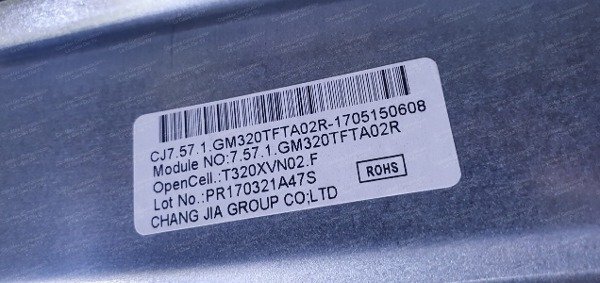 CJ7.57.1.GM320TFTA02R-1705150608
Module NO:7.57.1.GM320TFTA02R
OpenCell.:T320XVN02.F
Lot No.:PR170321A47S
ROHS
CHANG JIA GROUP CO;LTD